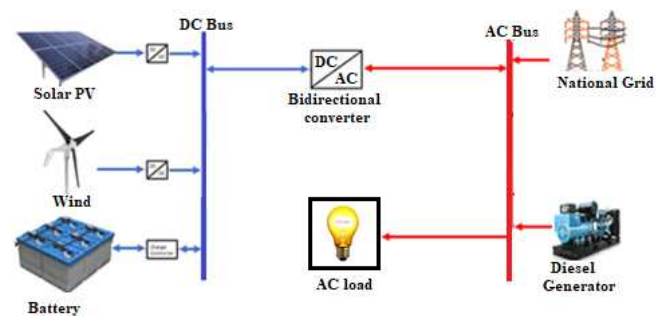 DC Bus
AC Bus
DC
AC
Solar PV
Bidirectional
converter
National Grid
Wind
Battery
AC load
Diesel
Generator